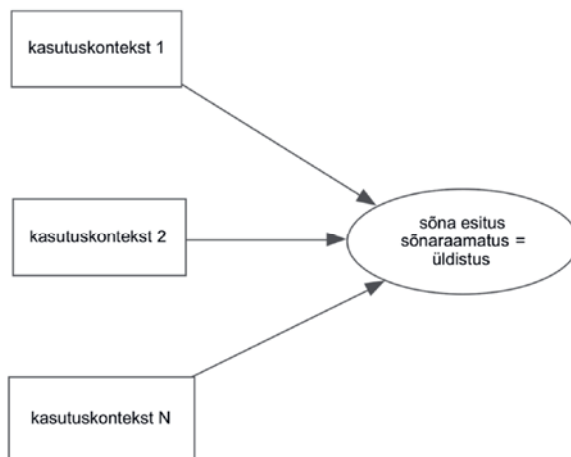 kasutuskontekst 1
kasutuskontekst 2
sõna esitus
sõnaraamatus =
üldistus
kasutuskontekst N